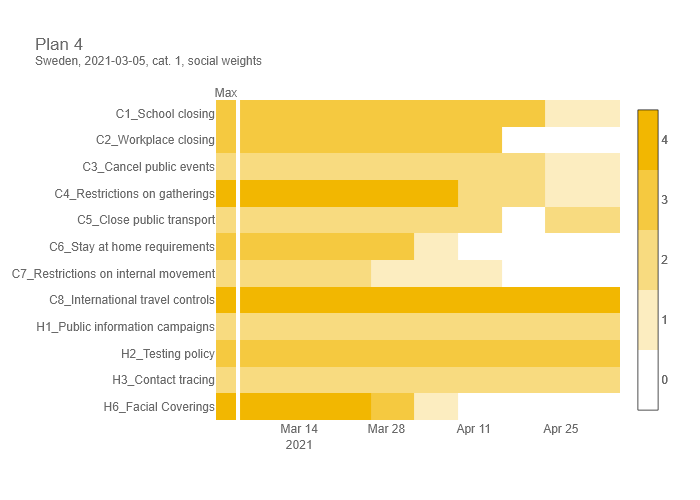 Plan 4
Sweden, 2021-03-05, cat. 1, social weights
Max
C1_School closing
C2_Workplace closing
C3_Cancel public events
C4_Restrictions on gatherings
C5_Close public transport
C6_Stay at home requirements
C7_Restrictions on internal movement
C8_International travel controls
H1_Public information campaigns
H2_Testing policy
H3_Contact tracing
H6_Facial Coverings
Mar 14
2021
Mar 28
Apr 11
Apr 25
4
3
2
1
0